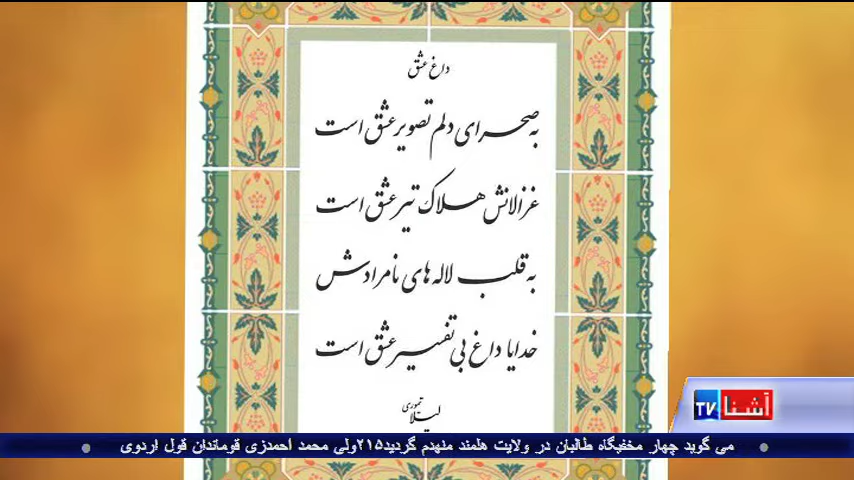 داغ عشق
به صحرای دلم تصویر عشق است
غزالانش هلاک تیر عشق است
به قلب لاله های نامرادش
خدایا داغ بی تفسیر عشق است
لیلا تیموری
TV آشنا
می گوید چهار مخفیگاه طالبان در ولایت هلمند منهدم گردید۲۱۵ولی محمد احمدزی قوماندان قول اردوی